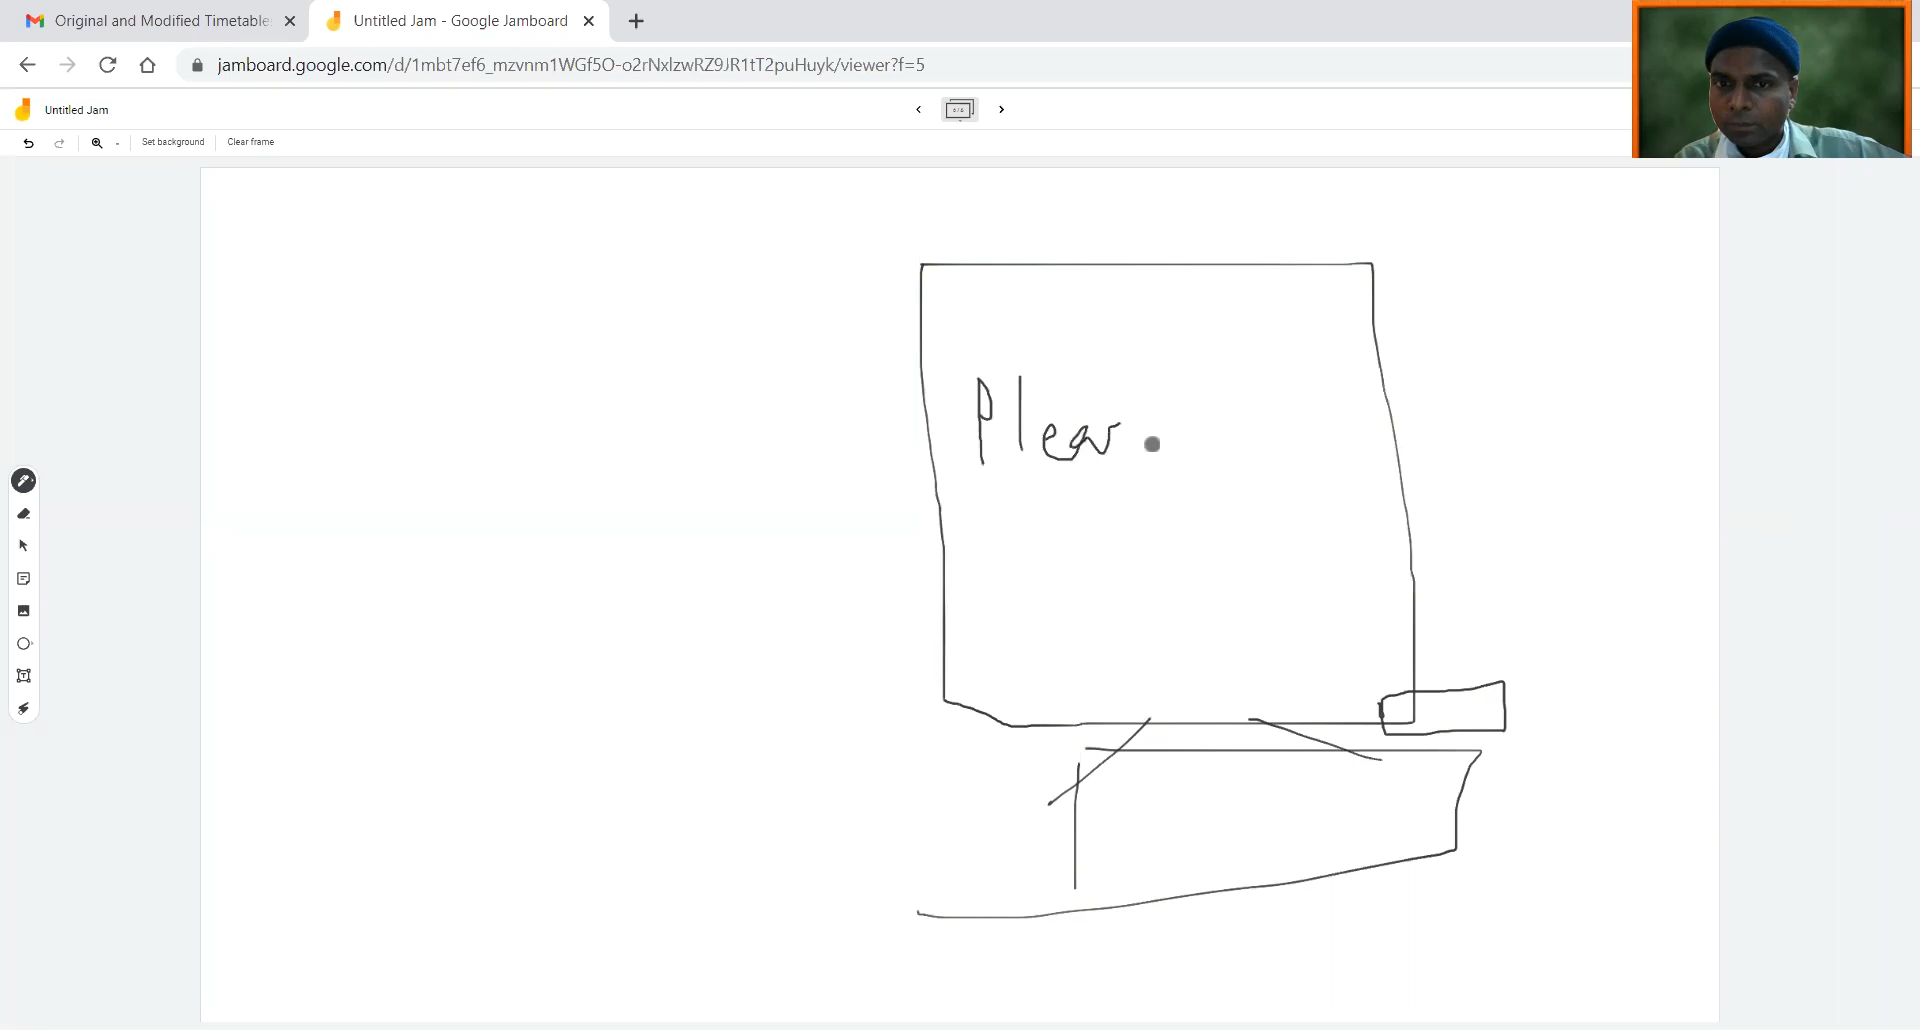 Original and Modified Timetable
Untitled Jam - Google Jamboard
jamboard.google.com/d/1mbt7ef6_mzvnm1WGf5O-o2rNxlzwRZ9JR1tT2puHuyk/viewer?f=5
Untitled Jam
Set background
Clear frame
Plea